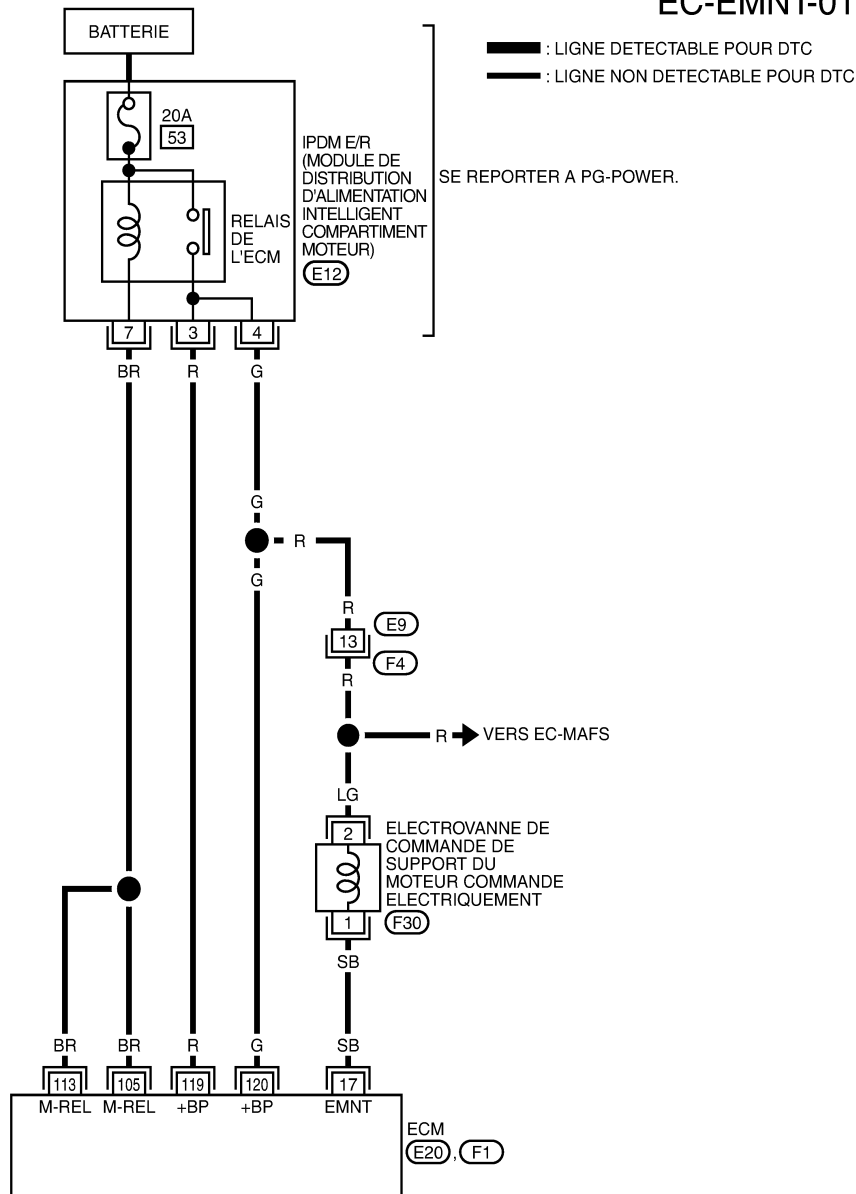 EC-EMNT-01
BATTERIE
: LIGNE DETECTABLE POUR DTC
: LIGNE NON DETECTABLE POUR DTC
20A
53
IPDM E/R
(MODULE DE
DISTRIBUTION
D'ALIMENTATION
INTELLIGENT
COMPARTIMENT
MOTEUR)
E12
SE REPORTER A PG-POWER.
RELAIS
DE
L'ECM
7 3 4
BR R G
G
R
G
R
E9
13
F4
R
R
VERS EC-MAFS
LG
2
ELECTROVANNE DE
COMMANDE DE
SUPPORT DU
MOTEUR COMMANDE
ELECTRIQUEMENT
1
F30
SB
BR BR R G SB
113 105 119 120 17
M-REL M-REL +BP +BP EMNT
ECM
E20 , F1